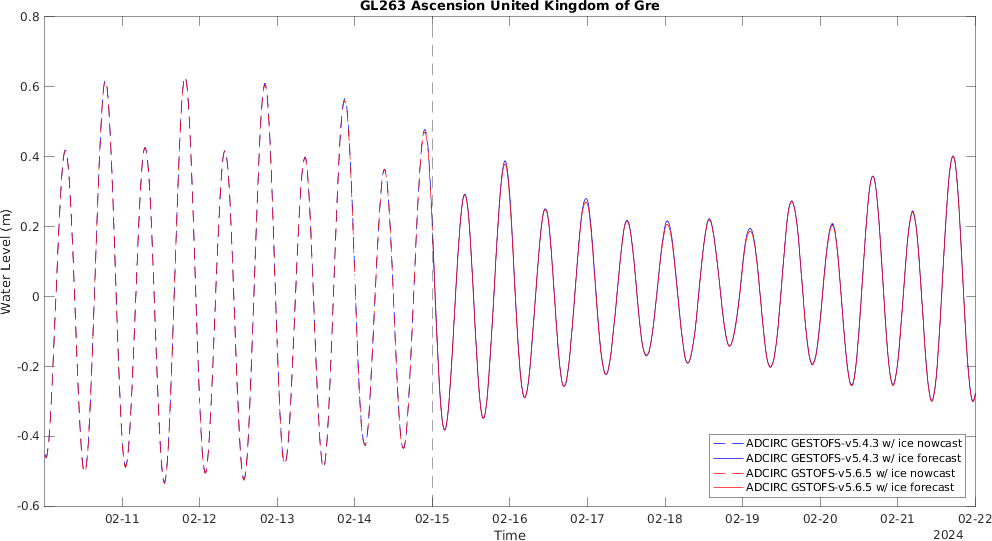 GL263 Ascension United Kingdom of Gre
0.8
0.6
0.4
0.2
0
-0.2
-0.4
-0.6
Water Level (m)
ADCIRC GESTOFS-v5.4.3 w/ ice nowcast
ADCIRC GESTOFS-v5.4.3 w/ ice forecast
ADCIRC GSTOFS-v5.6.5 w/ ice nowcast
ADCIRC GSTOFS-v5.6.5 w/ ice forecast
02-11 02-12 02-13 02-14 02-15 02-16 02-17 02-18 02-19 02-20 02-21 02-22
Time
2024